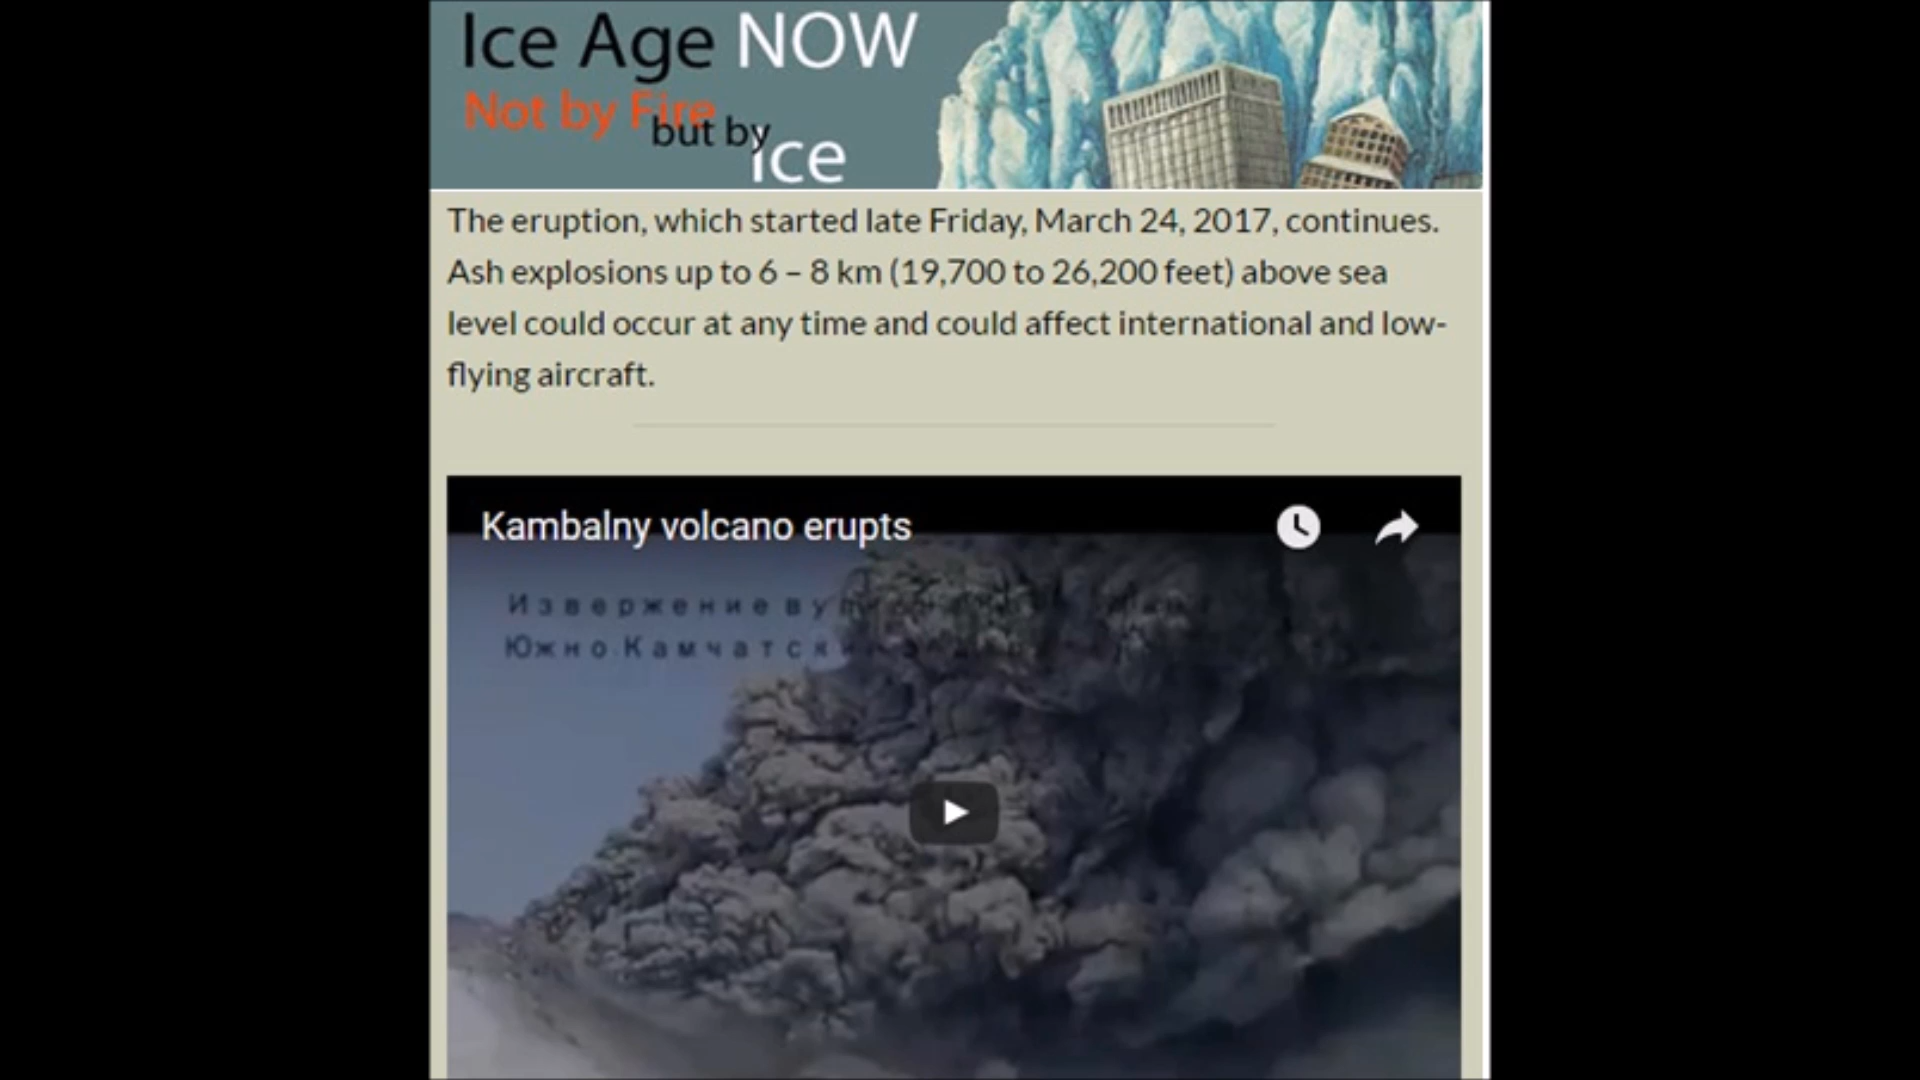 Ice Age NOW
Not by Fire
but by
ice
The eruption, which started late Friday, March 24, 2017, continues.
Ash explosions up to 6 – 8 km (19,700 to 26,200 feet) above sea
level could occur at any time and could affect international and low-
flying aircraft.
Kambalny volcano erupts
Извержение
Южно-Камчатский